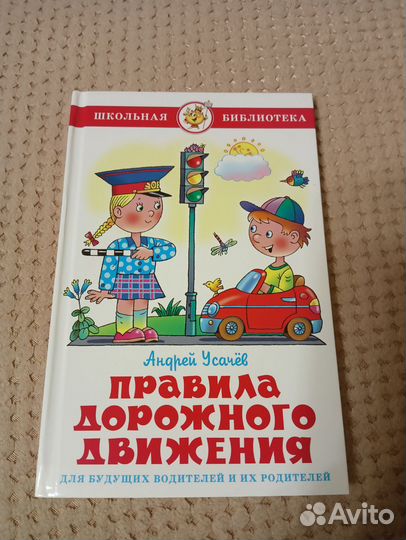 ШКОЛЬНАЯ БИБЛИОТЕКА
Андрей Усачёв
ПРАВИЛА
ДОРОЖНОГО
ДВИЖЕНИЯ
ДЛЯ БУДУЩИХ ВОДИТЕЛЕЙ И ИХ РОДИТЕЛЕЙ
Avito